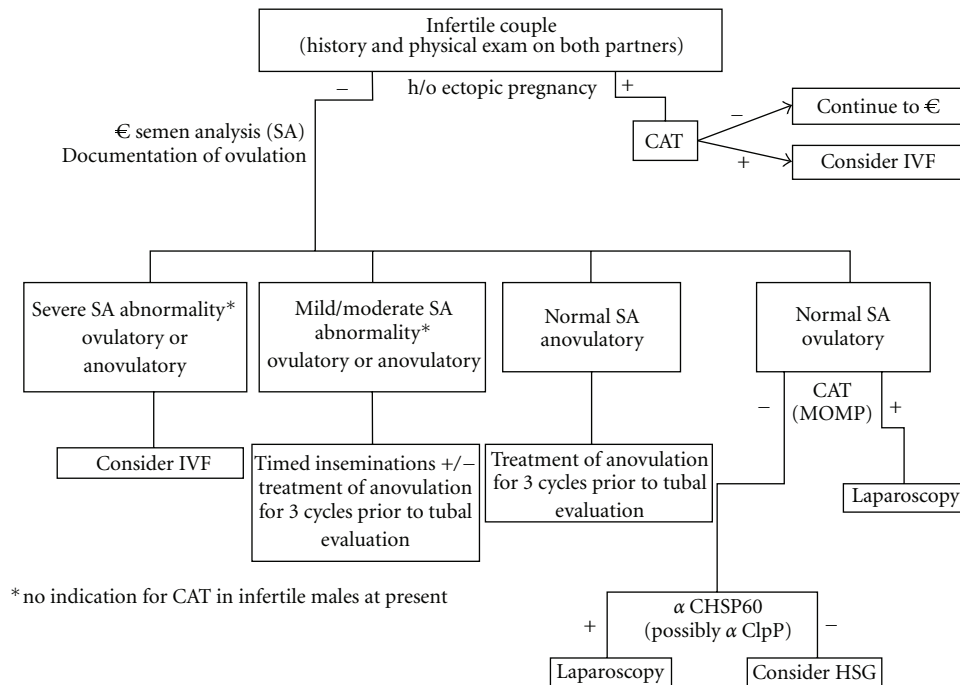 Infertile couple
(history and physical exam on both partners)
−
h/o ectopic pregnancy
+
€ semen analysis (SA)
Documentation of ovulation
CAT
−
+
Continue to €
Consider IVF
Severe SA abnormality*
ovulatory or
anovulatory
Mild/moderate SA
abnormality*
ovulatory or anovulatory
Normal SA
anovulatory
Normal SA
ovulatory
−
CAT
(MOMP)
+
Consider IVF
Timed inseminations +/−
treatment of anovulation
for 3 cycles prior to tubal
evaluation
Treatment of anovulation
for 3 cycles prior to tubal
evaluation
Laparoscopy
*no indication for CAT in infertile males at present
+
α CHSP60
(possibly α ClpP)
−
Laparoscopy
Consider HSG